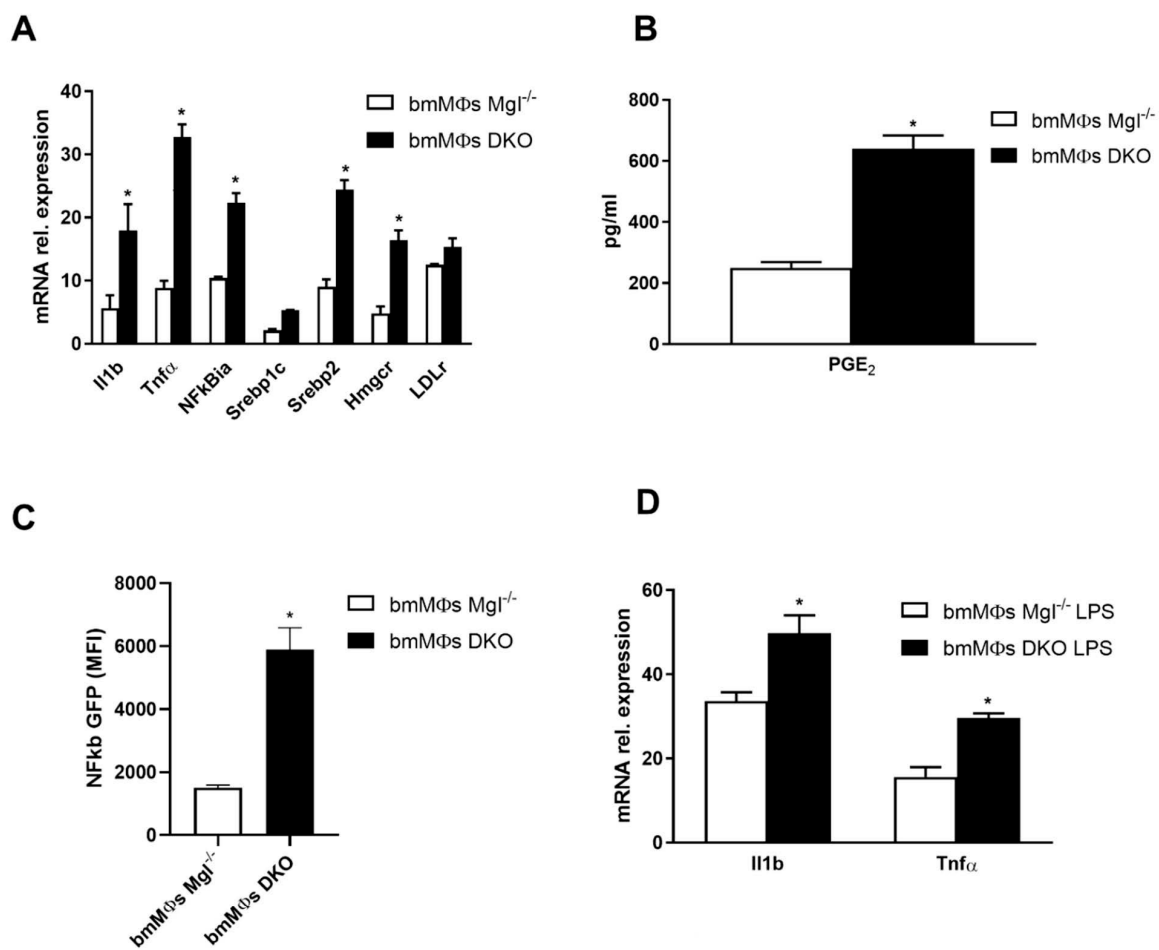 A
mRNA rel. expression
40
30
20
10
0
bmMΦs Mgl-/-
bmMΦs DKO
*
*
*
*
*
Il1b
Tnfα
NFkBia
Srebp1c
Srebp2
Hmgcr
LDLr
B
pg/ml
800
600
400
200
0
*
bmMΦs Mgl-/-
bmMΦs DKO
PGE2
C
NFkb GFP (MFI)
8000
6000
4000
2000
0
*
bmMΦs Mgl-/-
bmMΦs DKO
bmMΦs Mgl-/-
bmMΦs DKO
D
mRNA rel. expression
60
40
20
0
*
*
bmMΦs Mgl-/- LPS
bmMΦs DKO LPS
Il1b
Tnfα